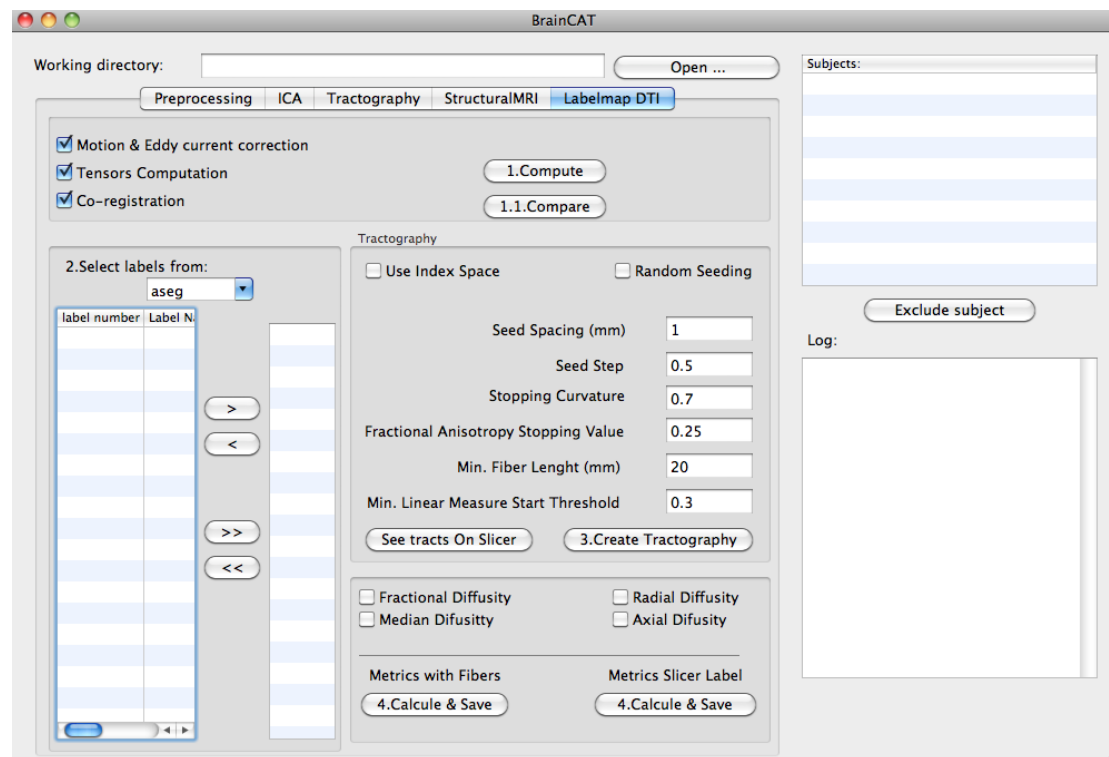 BrainCAT
Working directory:
Open ...
Preprocessing ICA Tractography StructuralMRI Labelmap DTI
Motion & Eddy current correction
Tensors Computation
Co-registration
1.Compute
1.1.Compare
2.Select labels from:
aseg
label number Label Na
>
<
>>
<<
Tractography
Use Index Space Random Seeding
Seed Spacing (mm) 1
Seed Step 0.5
Stopping Curvature 0.7
Fractional Anisotropy Stopping Value 0.25
Min. Fiber Lenght (mm) 20
Min. Linear Measure Start Threshold 0.3
See tracts On Slicer 3.Create Tractography
Fractional Diffusity Radial Diffusity
Median Difusitty Axial Difusity
Metrics with Fibers Metrics Slicer Label
4.Calcule & Save 4.Calcule & Save
Subjects:
Exclude subject
Log: